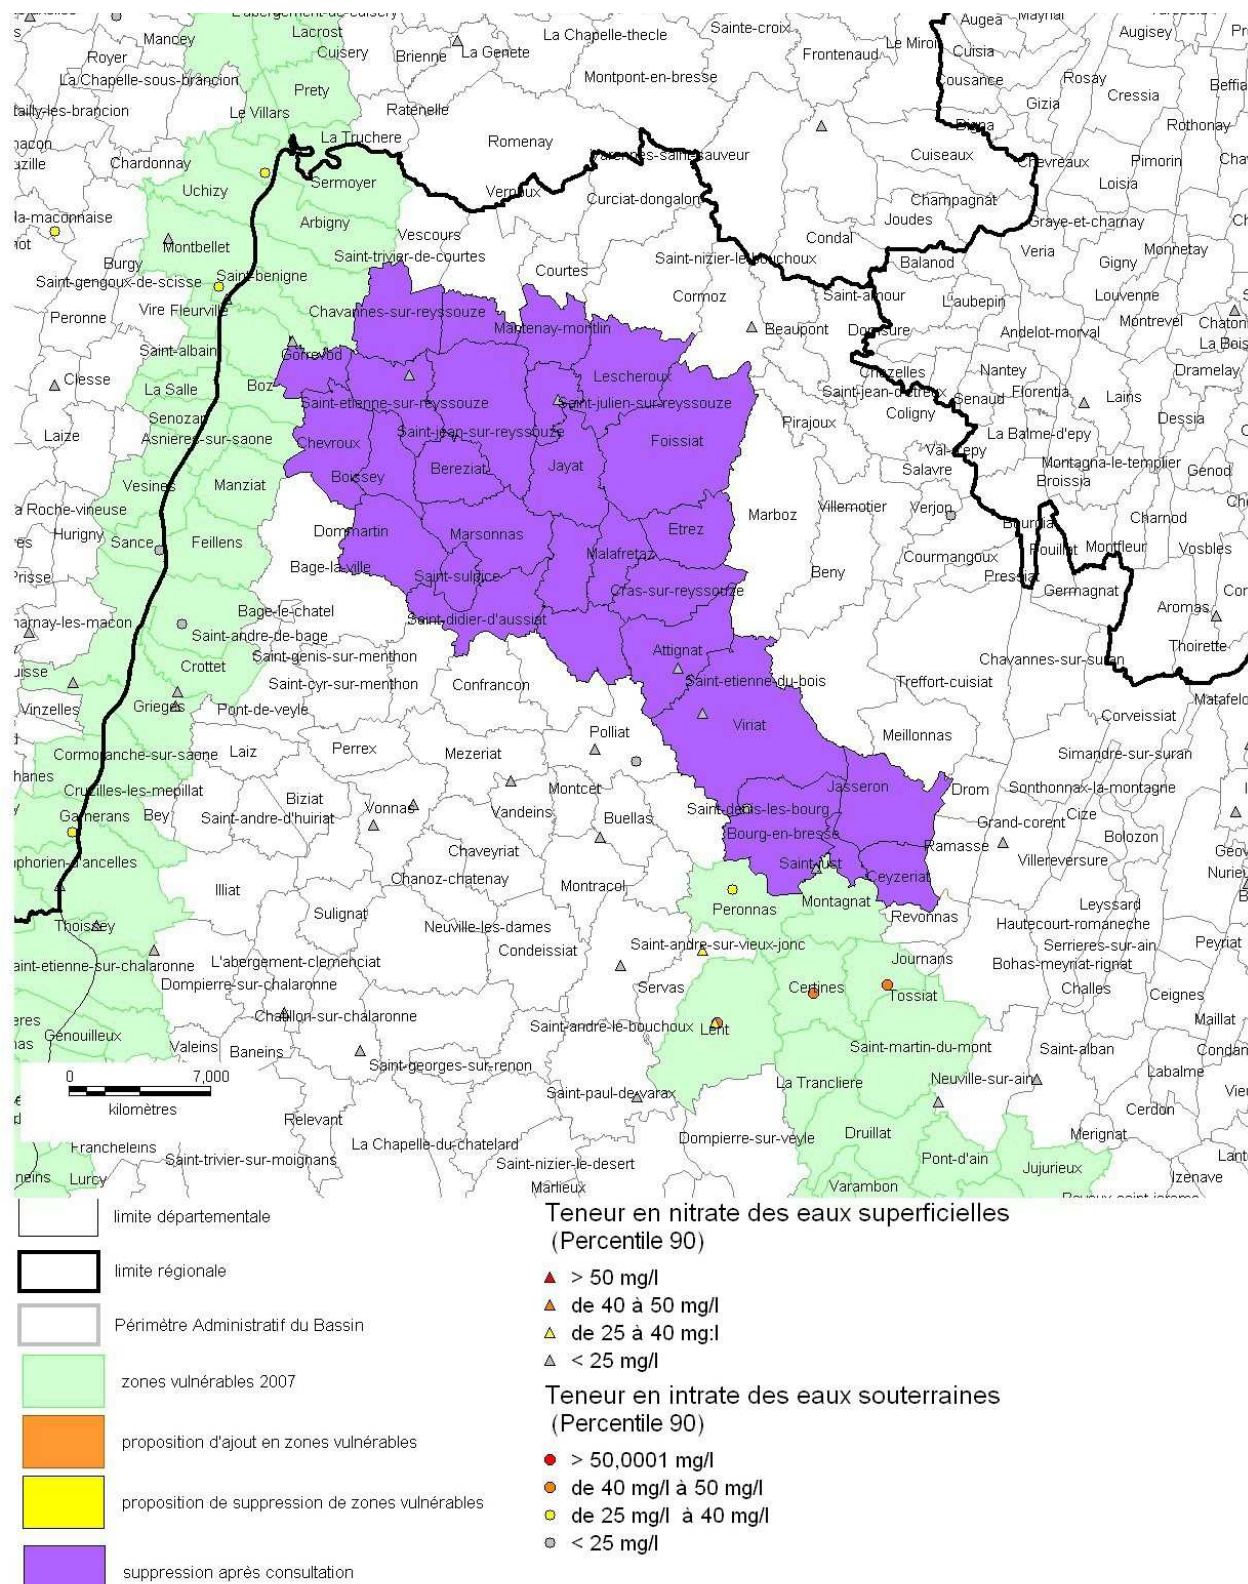 L'abergement-de-cuisery
Lacrost
Sainte-croix
Augea
Maynal
Augisey
Mancey
La Chapelle-thecle
Le Miroir
Royer
Cuisery
Brienne
La Genete
Frontenaud
Cuisia
La Chapelle-sous-brancion
Montpont-en-bresse
Cousance
Rosay
Prety
Gizia
Cressia
Le Villars
Ratenelle
Digna
Rothonay
La Truchere
Romenay
Varennes-saint-sauveur
Cuiseaux
Chevreaux
Pimorin
Chardonnay
Uchizy
Sermoyer
Vernoux
Curciat-dongalon
Champagnat
Loisia
Arbigny
Joudes
Graye-et-charnay
Montbellet
Vescours
Condal
Veria
Monnetay
Burgy
Saint-trivier-de-courtes
Saint-nizier-le-bouchoux
Balanod
Gigny
Saint-gengoux-de-scisse
Saint-benigne
Courtes
Cormoz
Saint-amour
L'aubepin
Louvenne
Peronne
Vire Fleurville
Chavannes-sur-reyssouze
Mantenay-montlin
Beaupont
Domsure
Andelot-morval
Montrevel
Saint-albain
Gorrevod
Chazelles
Nantey
Dramelay
Clesse
La Salle
Boz
Lescheroux
Saint-jean-d'etreux
Senaud
Florentia
Lains
Senozan
Saint-etienne-sur-reyssouze
Saint-julien-sur-reyssouze
Coligny
Dessia
Laize
Asnieres-sur-saone
Chevroux
Saint-jean-sur-reyssouze
Foissiat
Pirajoux
La Balme-d'epy
Bereziat
Jayat
Salavre
Montagna-le-templier
Genod
Vesines
Manziat
Boissey
Villemotier
Verjon
Broissia
Marboz
Charnod
Hurigny
Sance
Feillens
Dommartin
Marsonnas
Etrez
Pouillat
Montfleur
Vosbles
Bage-la-ville
Malafretaz
Courmangoux
Saint-sulpice
Cras-sur-reyssouze
Beny
Pressiat
Germagnat
Bage-le-chatel
Saint-didier-d'aussiat
Aromas
Saint-andre-de-bage
Attignat
Thoirette
Crottet
Saint-genis-sur-menthon
Chavannes-sur-suran
Saint-cyr-sur-menthon
Confrancon
Saint-etienne-du-bois
Treffort-cuisiat
Vinzelles
Grieges
Pont-de-veyle
Viriat
Corveissiat
Polliat
Meillonnas
Cormoranche-sur-saone
Laiz
Perrex
Mezeriat
Simandre-sur-suran
Cruzilles-les-mepillat
Biziat
Montcet
Jasseron
Drom
Sonthonnax-la-montagne
Garnerans
Bey
Saint-andre-d'huiriat
Vonnas
Vandeins
Buellas
Saint-denis-les-bourg
Grand-corent
Cize
Bourg-en-bresse
Ramasse
Bolozon
Chaveyriat
Saint-just
Villereversure
Illiat
Chanoz-chatenay
Montracol
Ceyzeriat
Sulignat
Peronnas
Montagnat
Revonnas
Leyssard
Thoissey
Neuville-les-dames
Condeissiat
Saint-andre-sur-vieux-jonc
Hautecourt-romaneche
Serrieres-sur-ain
Peyriat
L'abergement-clemenciat
Journans
Bohas-meyriat-rignat
Dompierre-sur-chalaronne
Servas
Certines
Tossiat
Challes
Ceignes
Chatillon-sur-chalaronne
Saint-andre-le-bouchoux
Lent
Maillat
Genouilleux
Valeins
Baneins
Saint-georges-sur-renon
Saint-martin-du-mont
Saint-alban
Labalme
0 7,000
kilomètres
Saint-paul-de-varax
La Trancliere
Neuville-sur-ain
Cerdon
Relevant
La Chapelle-du-chatelard
Dompierre-sur-veyle
Druillat
Merignat
Francheleins
Saint-trivier-sur-moignans
Saint-nizier-le-desert
Pont-d'ain
Jujurieux
Izenave
Lurcy
Marlieux
Varambon
limite départementale
limite régionale
Périmètre Administratif du Bassin
zones vulnérables 2007
proposition d'ajout en zones vulnérables
proposition de suppression de zones vulnérables
suppression après consultation
Teneur en nitrate des eaux superficielles
(Percentile 90)
> 50 mg/l
de 40 à 50 mg/l
de 25 à 40 mg:l
< 25 mg/l
Teneur en intrate des eaux souterraines
(Percentile 90)
> 50,0001 mg/l
de 40 mg/l à 50 mg/l
de 25 mg/l à 40 mg/l
< 25 mg/l